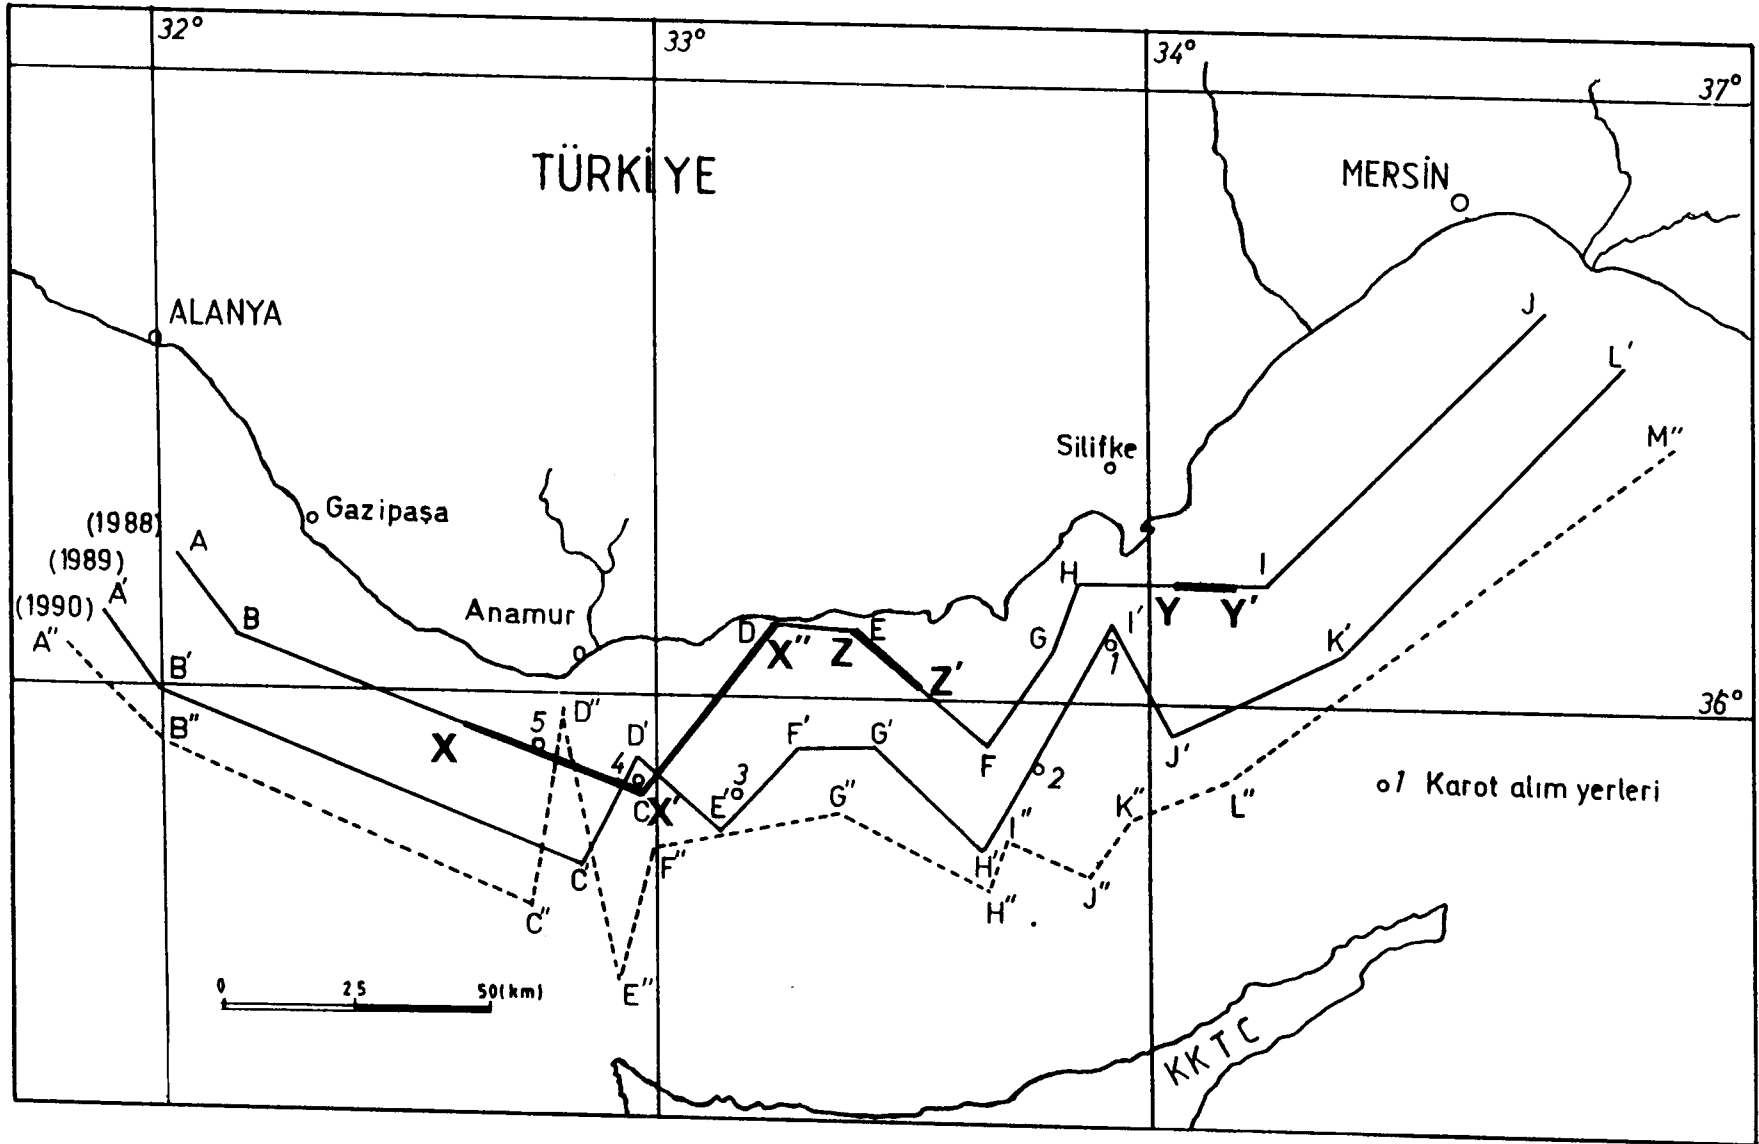 32°
33°
34°
37°
TÜRKİYE
MERSİN
ALANYA
J
L'
Silifke
M"
Gazipaşa
(1988)
A
(1989)
A'
(1990)
A"
Anamur
B
H
I
D
E
X"
Z
Z'
G
I'
Y
Y'
1
K'
B'
36°
B"
X
5
D"
D'
4
C
X'
E'
3
F'
G'
F
2
J'
G"
o1 Karot alım yerleri
C'
F"
H'
I"
K"
L"
C"
H"
J"
E"
0
25
50(km)
KKTC